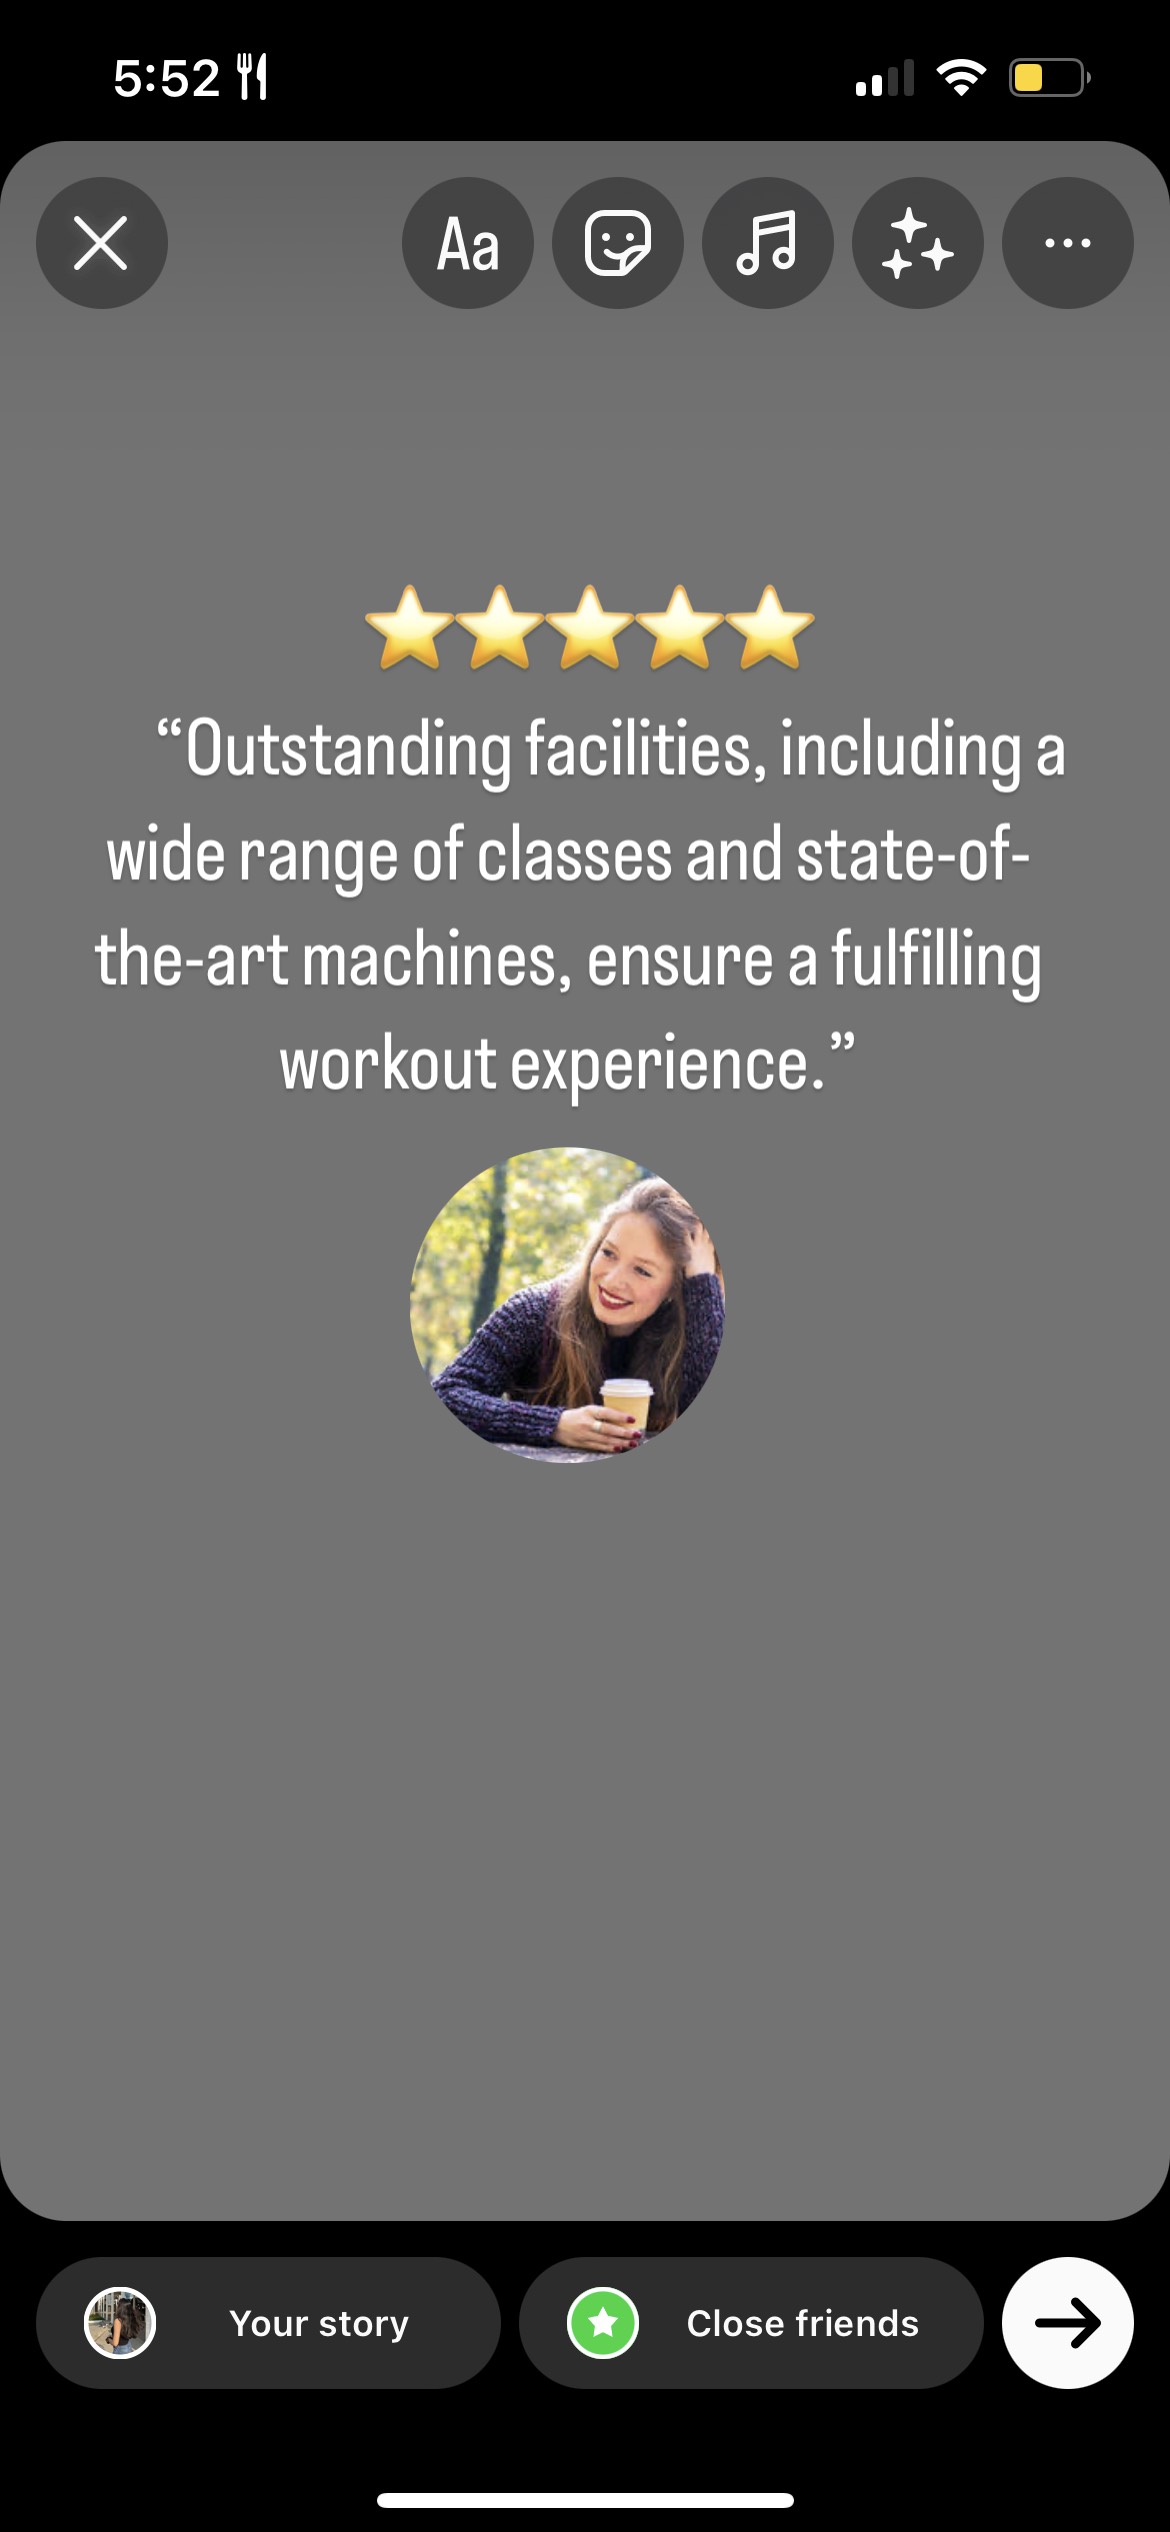 5:52
Aa
“Outstanding facilities, including a
wide range of classes and state-of-
the-art machines, ensure a fulfilling
workout experience.”
Your story
Close friends